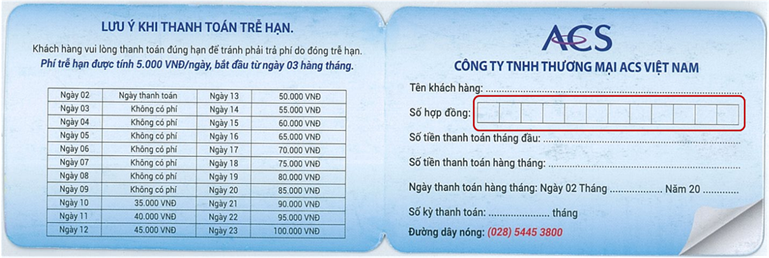 LƯU Ý KHI THANH TOÁN TRỄ HẠN.
Khách hàng vui lòng thanh toán đúng hạn để tránh phải trả phí do đóng trễ hạn.
Phí trễ hạn được tính 5.000 VNĐ/ngày, bắt đầu từ ngày 03 hàng tháng.
Ngày 02 Ngày thanh toán Ngày 13 50.000 VNĐ
Ngày 03 Không có phí Ngày 14 55.000 VNĐ
Ngày 04 Không có phí Ngày 15 60.000 VNĐ
Ngày 05 Không có phí Ngày 16 65.000 VNĐ
Ngày 06 Không có phí Ngày 17 70.000 VNĐ
Ngày 07 Không có phí Ngày 18 75.000 VNĐ
Ngày 08 Không có phí Ngày 19 80.000 VNĐ
Ngày 09 Không có phí Ngày 20 85.000 VNĐ
Ngày 10 35.000 VNĐ Ngày 21 90.000 VNĐ
Ngày 11 40.000 VNĐ Ngày 22 95.000 VNĐ
Ngày 12 45.000 VNĐ Ngày 23 100.000 VNĐ
ACS
CÔNG TY TNHH THƯƠNG MẠI ACS VIỆT NAM
Tên khách hàng:
Số hợp đồng:
Số tiền thanh toán tháng đầu:
Số tiền thanh toán hàng tháng:
Ngày thanh toán hàng tháng: Ngày 02 Tháng .................. Năm 20 ..........
Số kỳ thanh toán: ..................... tháng
Đường dây nóng: (028) 5445 3800